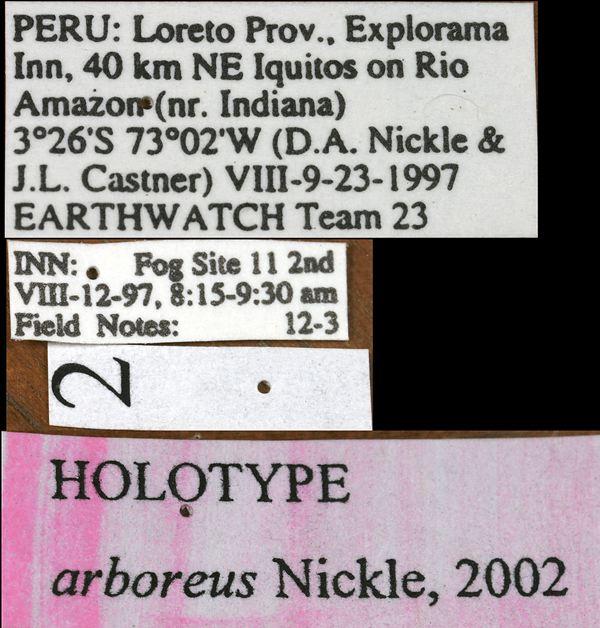 PERU: Loreto Prov., Explorama
Inn, 40 km NE Iquitos on Rio
Amazon (nr. Indiana)
3°26'S 73°02'W (D.A. Nickle &
J.L. Castner) VIII-9-23-1997
EARTHWATCH Team 23
INN: Fog Site 11 2nd
VIII-12-97, 8:15-9:30 am
Field Notes: 12-3
2
HOLOTYPE
arboreus Nickle, 2002